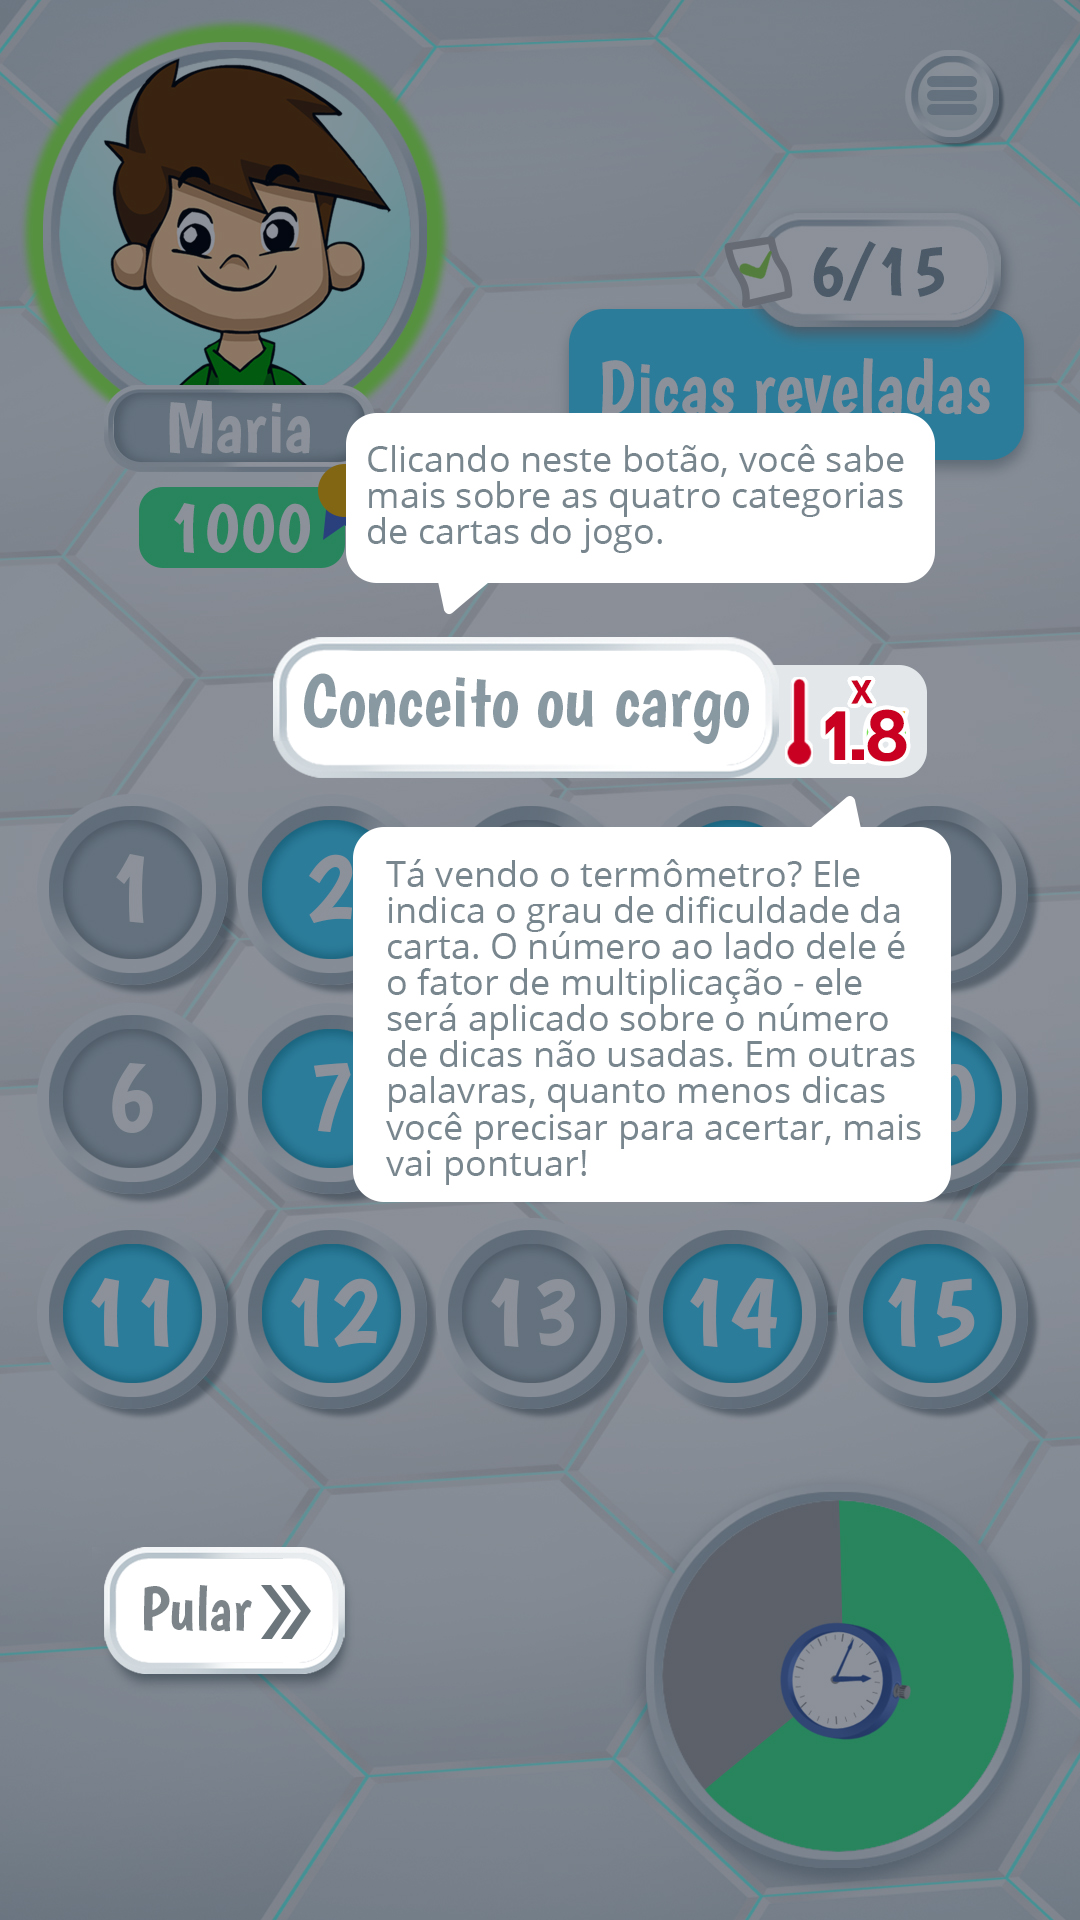 6/15
Dicas reveladas
Maria
1000
Clicando neste botão, você sabe
mais sobre as quatro categorias
de cartas do jogo.
Conceito ou cargo
x
1.8
1
2
Tá vendo o termômetro? Ele
indica o grau de dificuldade da
carta. O número ao lado dele é
o fator de multiplicação - ele
será aplicado sobre o número
de dicas não usadas. Em outras
palavras, quanto menos dicas
você precisar para acertar, mais
vai pontuar!
6
7
0
11
12
13
14
15
Pular